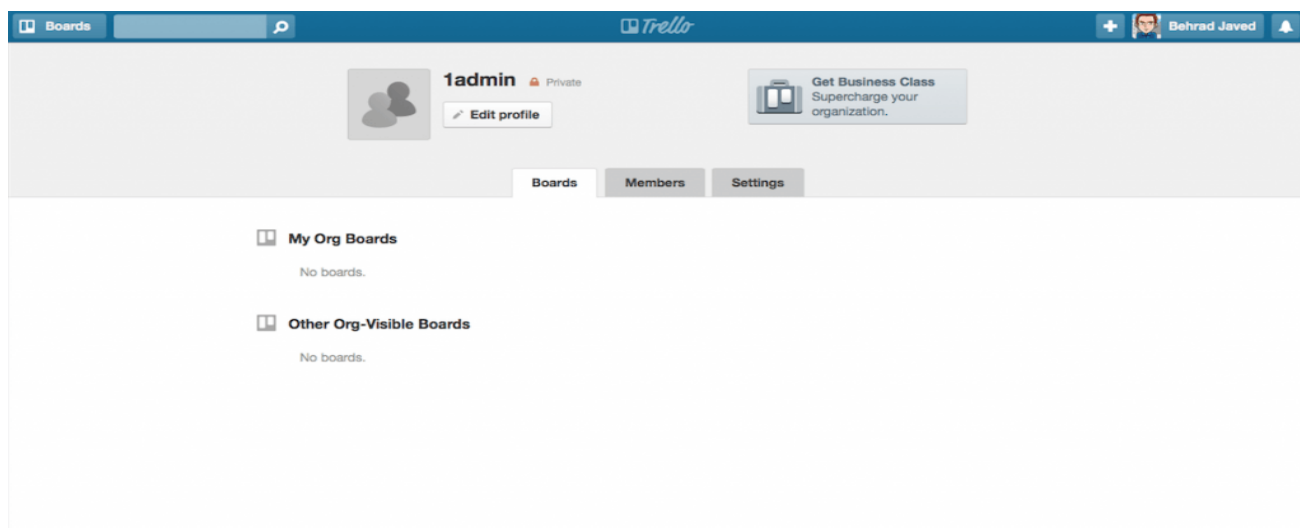 Boards
Trello
Behrad Javed
1admin Private
Edit profile
Get Business Class
Supercharge your
organization.
Boards Members Settings
My Org Boards
No boards.
Other Org-Visible Boards
No boards.